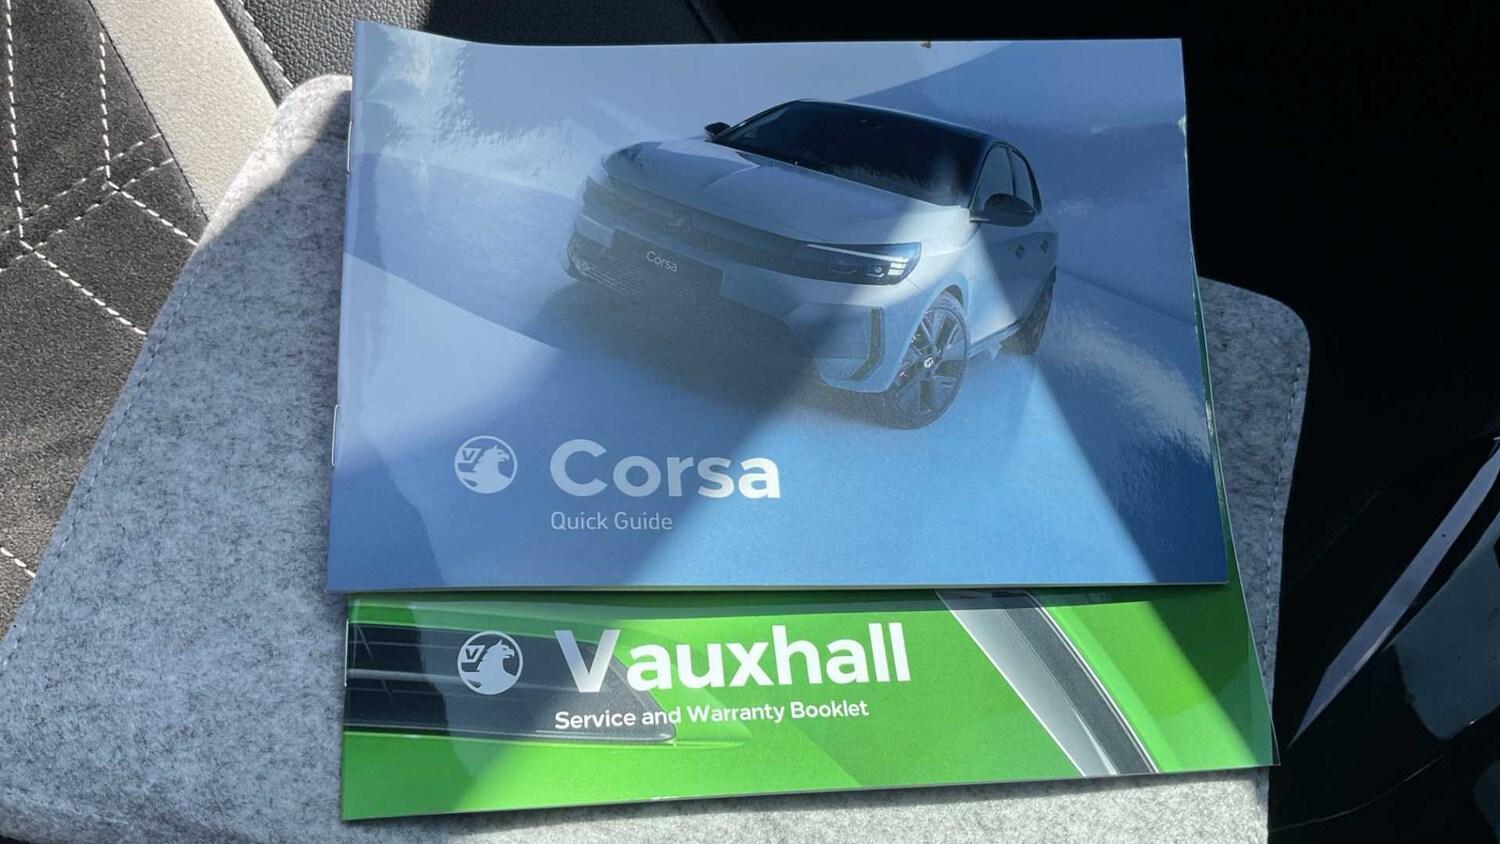 Corsa
Corsa
Quick Guide
Vauxhall
Service and Warranty Booklet